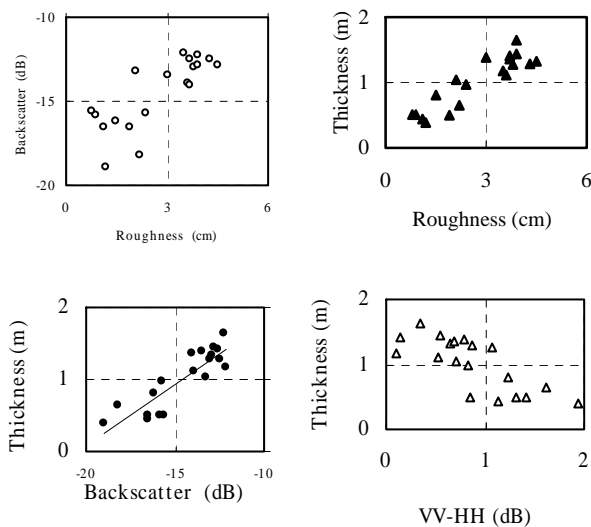 -10
-15
-20
Backscatter (dB)
0 3 6
Roughness (cm)
2
1
0
Thickness (m)
0 3 6
Roughness (cm)
2
1
0
Thickness (m)
-20 -15 -10
Backscatter (dB)
2
1
0
Thickness (m)
0 1 2
VV-HH (dB)